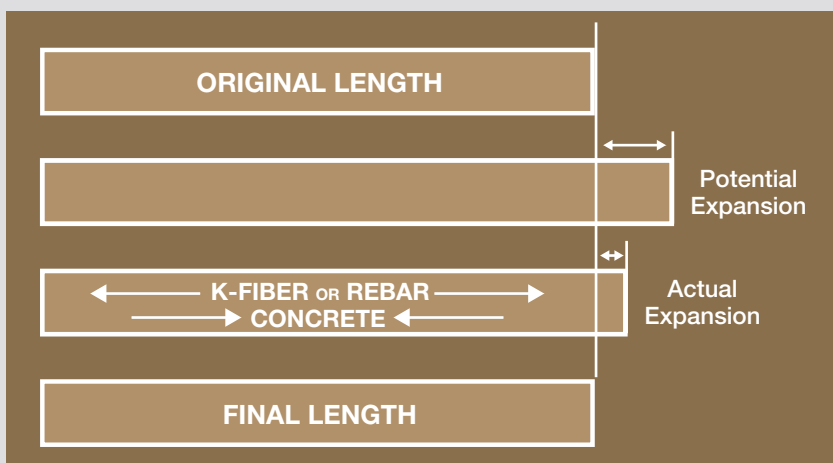 ORIGINAL LENGTH
Potential
Expansion
K-FIBER OR REBAR
CONCRETE
Actual
Expansion
FINAL LENGTH